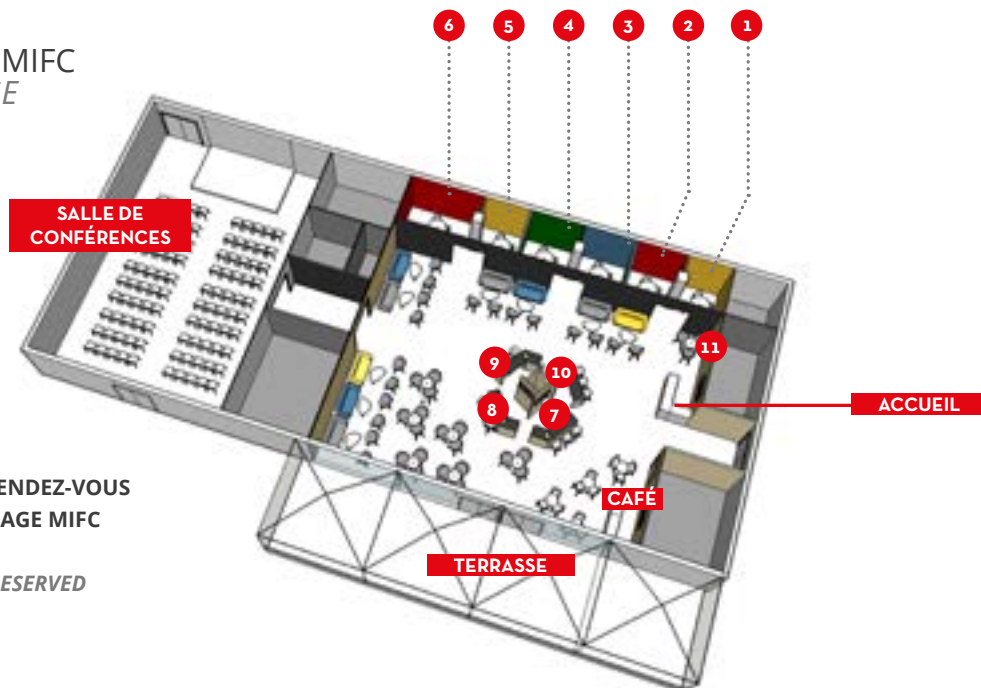 6 5 4 3 2 1
MIFC
E
SALLE DE
CONFÉRENCES
11
9
10
8
7
ACCUEIL
ENDEZ-VOUS
AGE MIFC
CAFÉ
TERRASSE
ESERVED